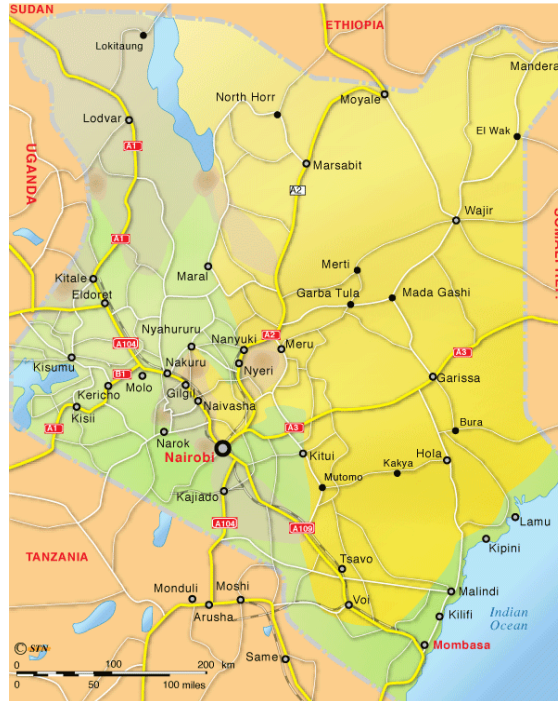 SUDAN
ETHIOPIA
Lokitaung
Mandera
North Horr
Moyale
Lodvar
El Wak
A1
UGANDA
Marsabit
A2
Wajir
A1
Maral
Merti
Kitale
Garba Tula
Mada Gashi
Eldoret
Nyahururu
A2
A104
Nanyuki
Meru
Kisumu
Nakuru
Nyeri
A3
B1
Molo
Gilgil
Garissa
Kericho
Naivasha
Kisii
A1
Narok
A3
Bura
Nairobi
Kitui
Hola
Kakya
Mutomo
Kajiado
A104
A109
Lamu
Kipini
TANZANIA
Tsavo
Monduli
Moshi
Malindi
Arusha
Voi
Kilifi
Indian
Ocean
© STN
Same
Mombasa
0 100 200 km
0 50 100 miles